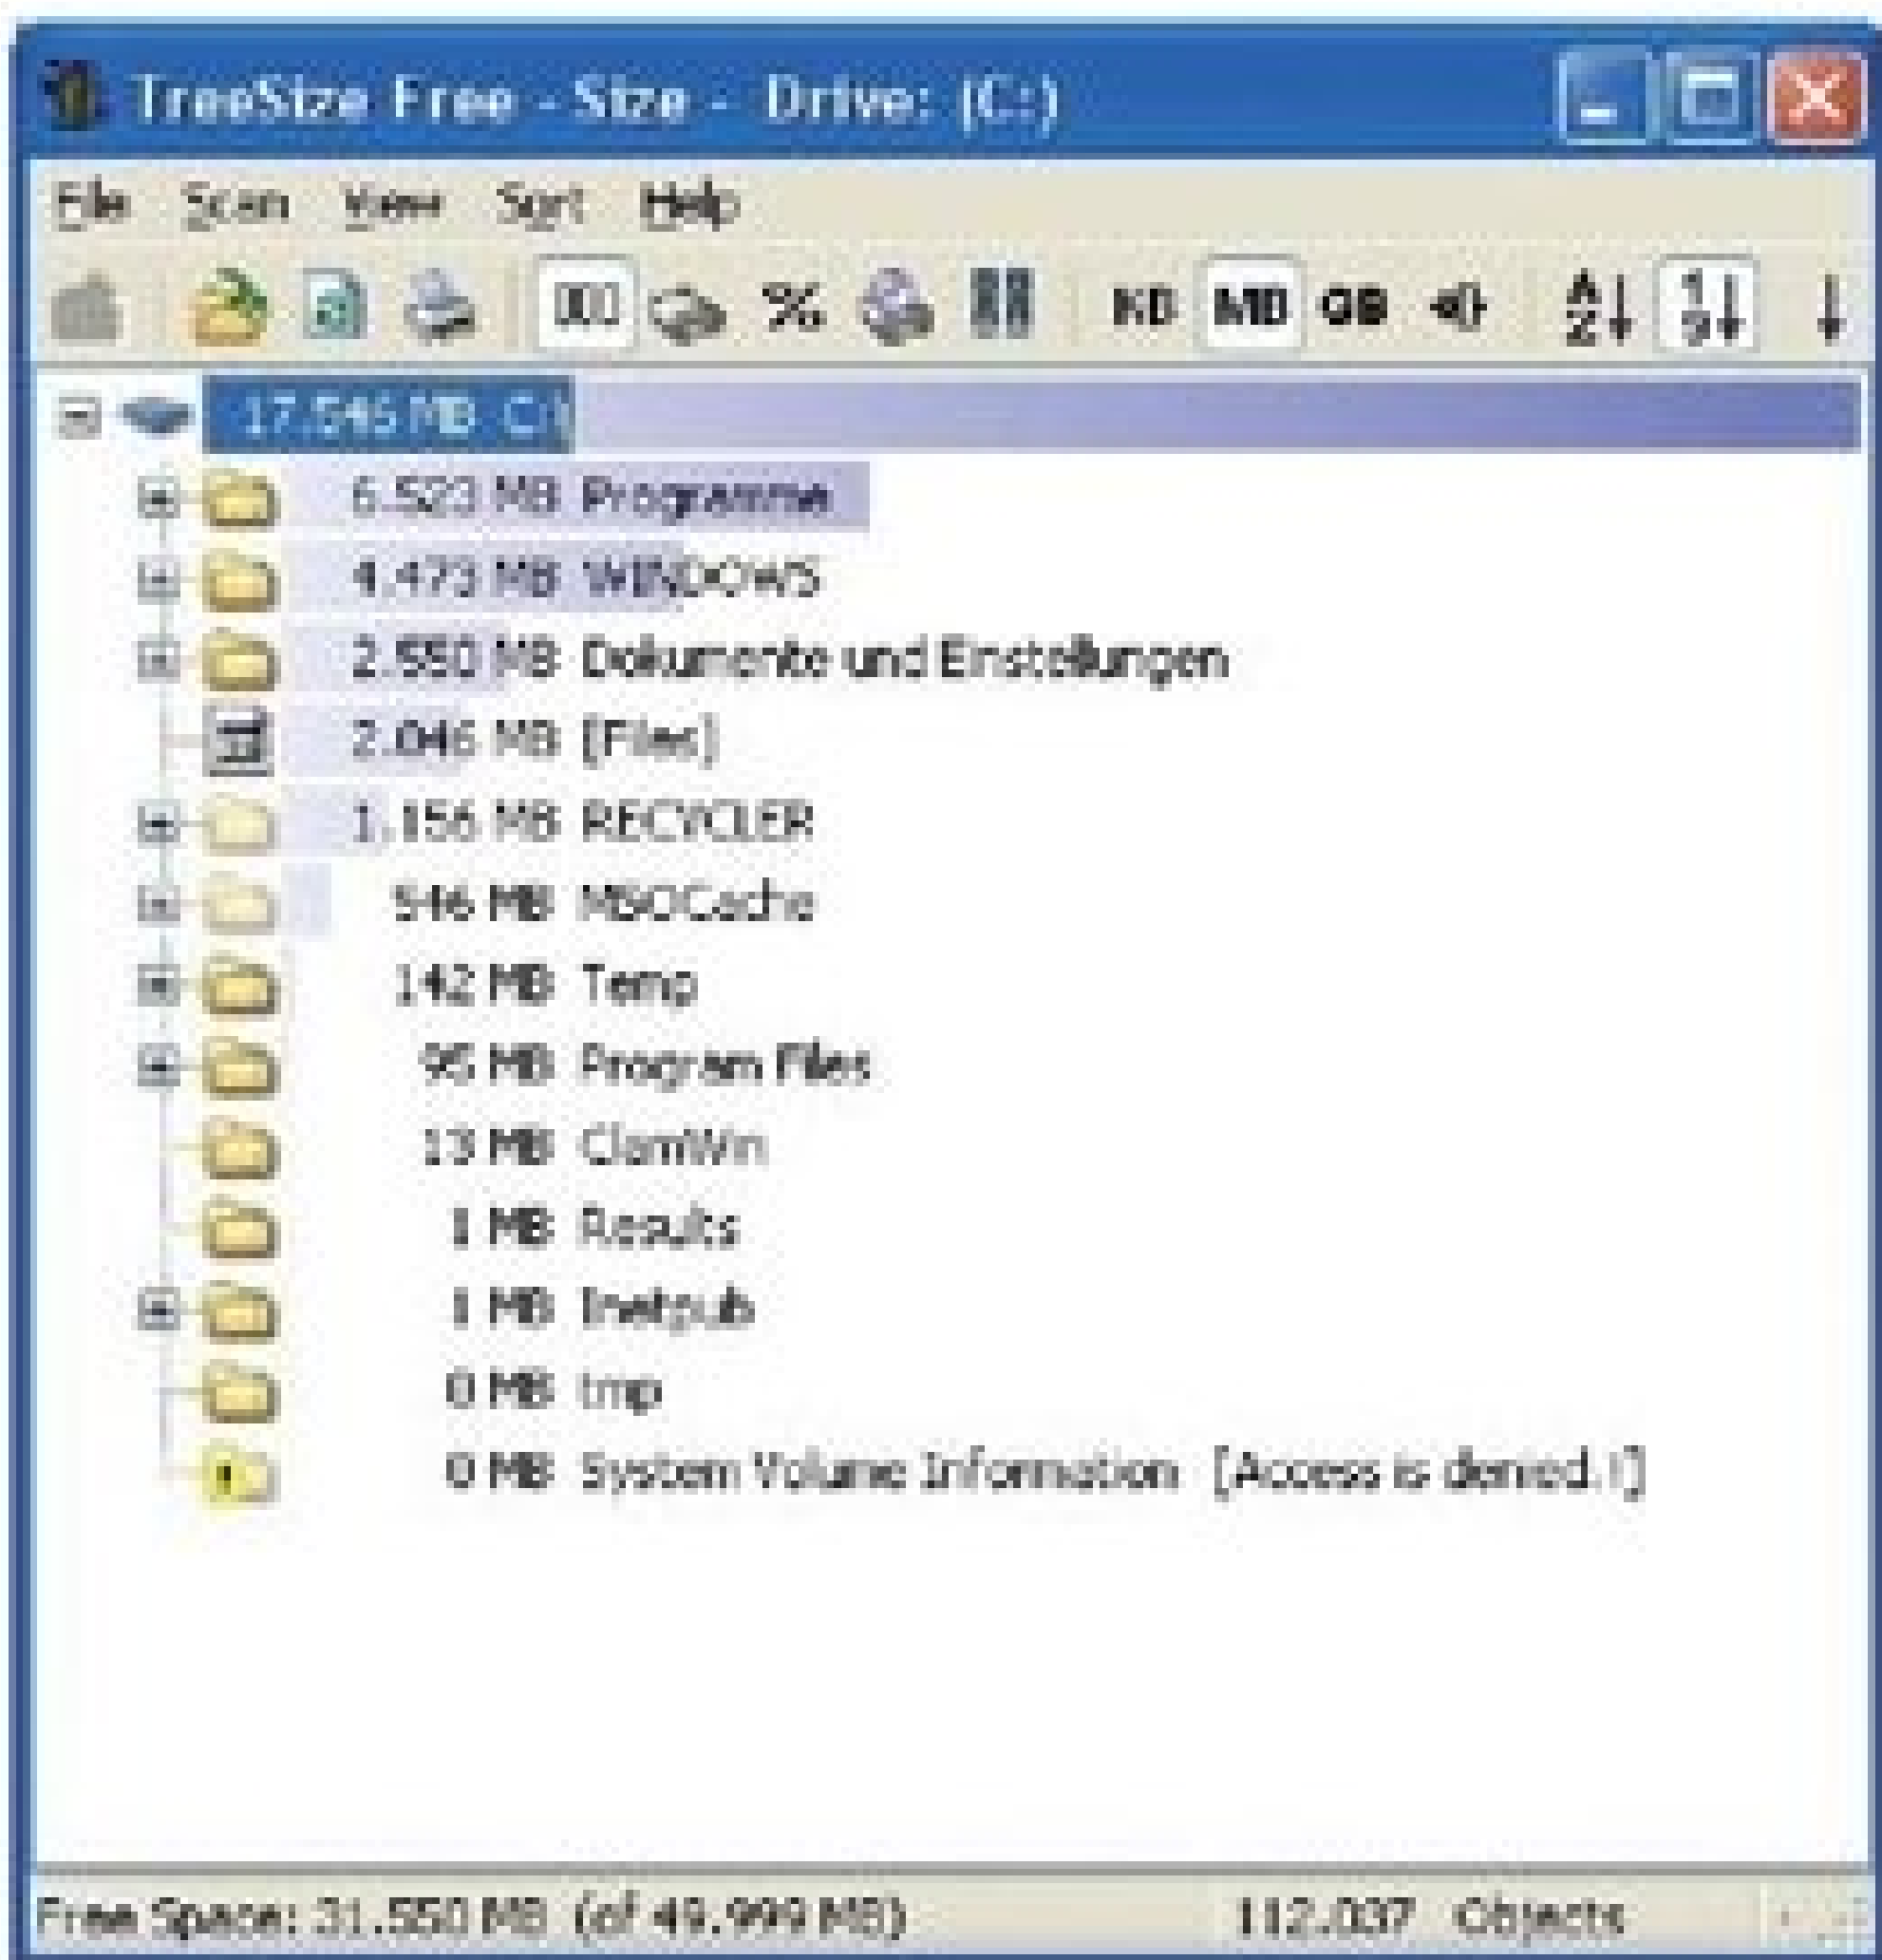 TreeSize Free - Size - Drive: (C:)
File Scan View Sort Help
% KB MB GB
17.546 MB C:\
6.523 MB Programme
4.473 MB WINDOWS
2.550 MB Dokumente und Einstellungen
2.046 MB [Files]
1.156 MB RECYCLER
546 MB MSOCache
142 MB Temp
95 MB Program Files
13 MB ClamWin
1 MB Results
1 MB Inetpub
0 MB tmp
0 MB System Volume Information [Access is denied.!]
Free Space: 31.550 MB (of 49.999 MB) 112.037 Objects